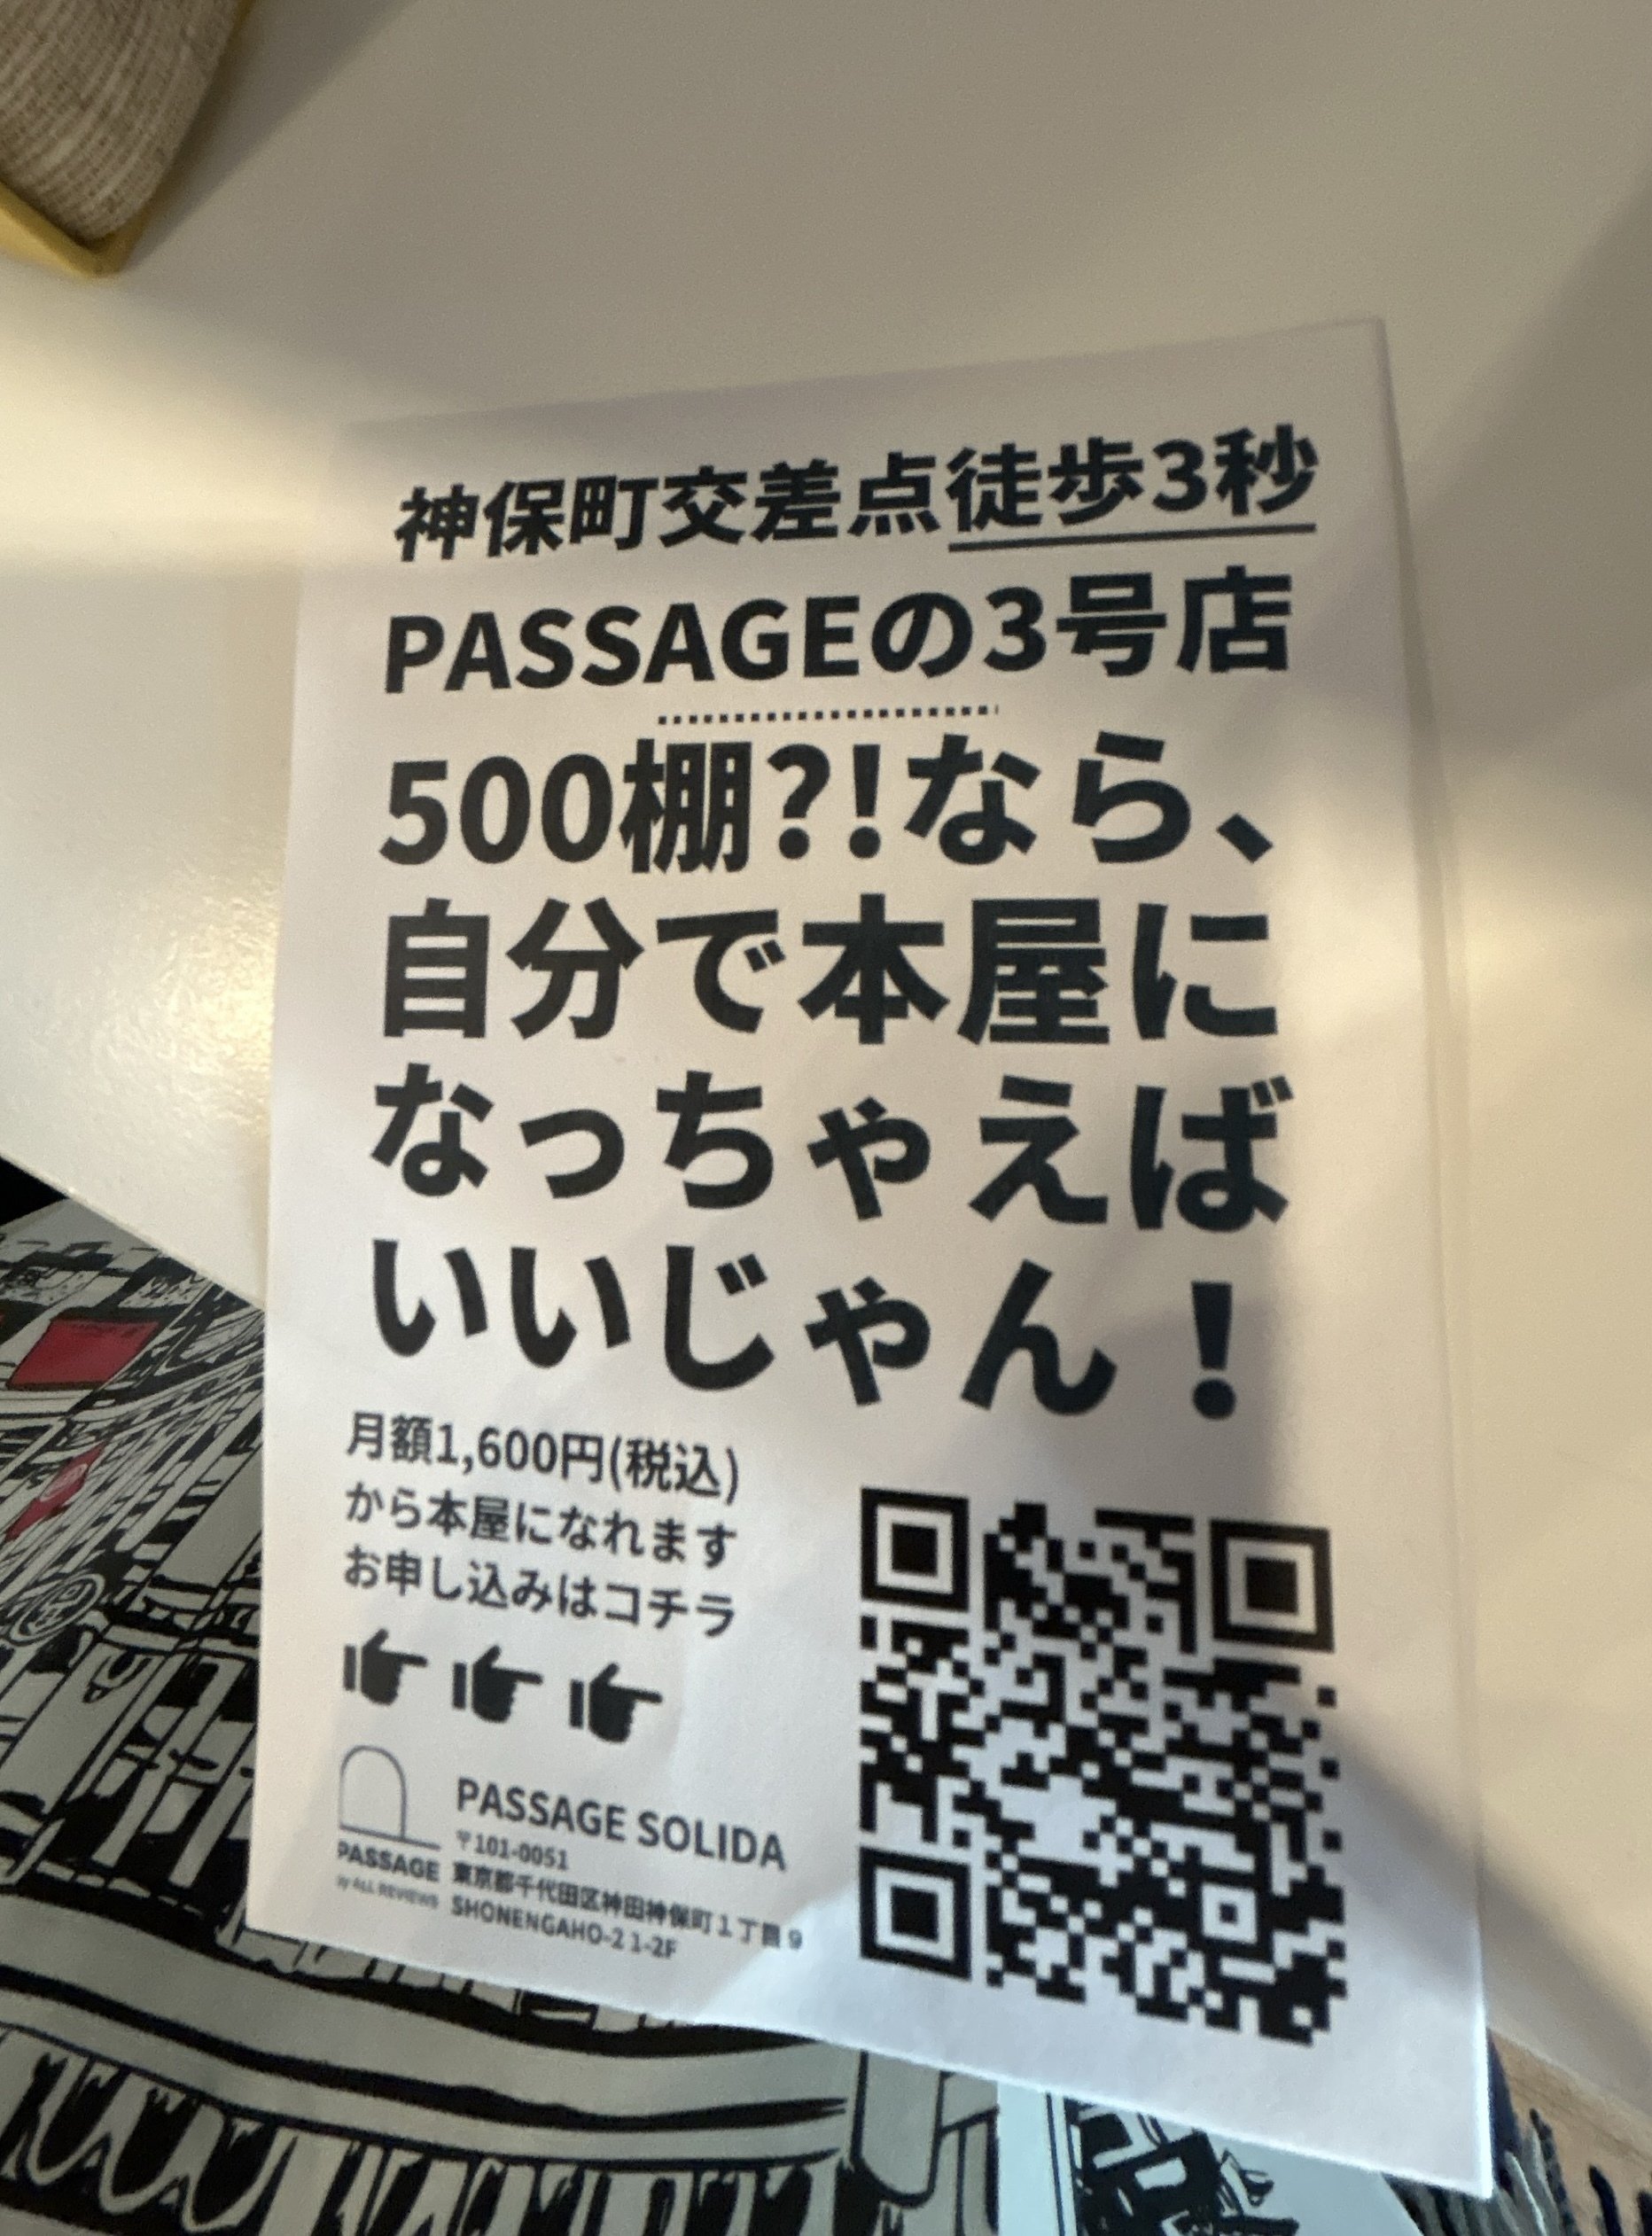 神保町交差点徒歩3秒
PASSAGEの3号店
500棚?!なら、
自分で本屋に
なっちゃえば
いいじゃん！
月額1,600円(税込)
から本屋になれます
お申し込みはコチラ
PASSAGE
by ALL REVIEWS
PASSAGE SOLIDA
〒101-0051
東京都千代田区神田神保町１丁目９
SHONENGAHO-2 1-2F